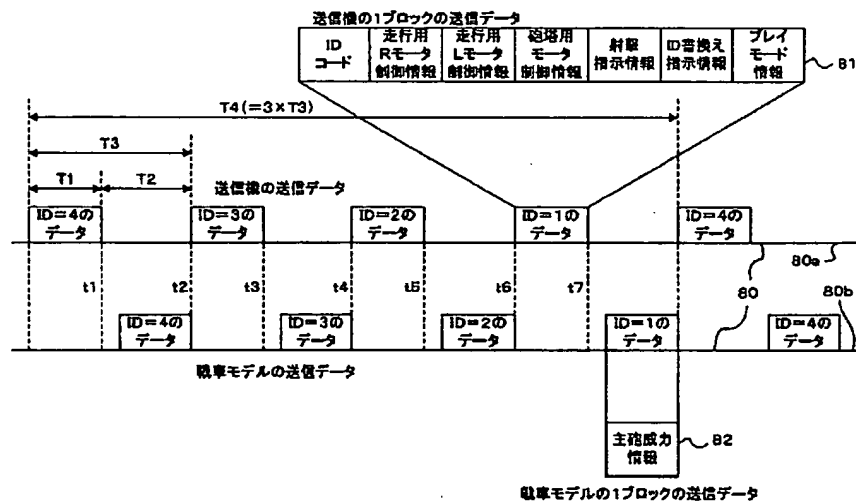 送信機の1ブロックの送信データ
ID
コード
走行用
Rモータ
制御情報
走行用
Lモータ
制御情報
砲塔用
モータ
制御情報
射撃
指示情報
ID書換え
指示情報
プレイ
モード
情報
81
T4(=3×T3)
T3
T1
T2
送信機の送信データ
ID=4の
データ
ID=3の
データ
ID=2の
データ
ID=1の
データ
ID=4の
データ
t1
t2
t3
t4
t5
t6
t7
80
80a
80b
ID=4の
データ
ID=3の
データ
ID=2の
データ
ID=1の
データ
ID=4の
データ
戦車モデルの送信データ
主砲威力
情報
82
戦車モデルの1ブロックの送信データ